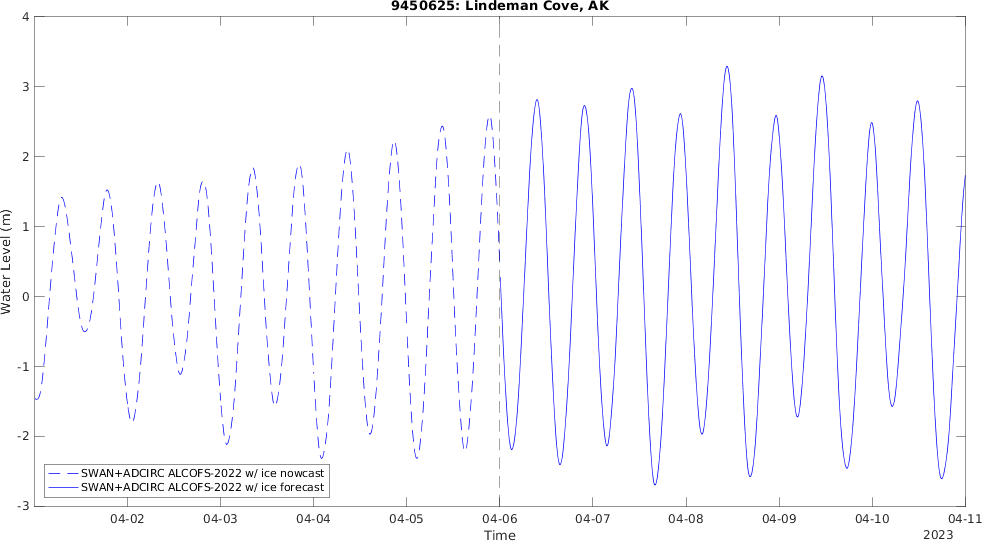 9450625: Lindeman Cove, AK
4
3
2
1
0
-1
-2
-3
Water Level (m)
SWAN+ADCIRC ALCOFS-2022 w/ ice nowcast
SWAN+ADCIRC ALCOFS-2022 w/ ice forecast
04-02 04-03 04-04 04-05 04-06 04-07 04-08 04-09 04-10 04-11
Time
2023